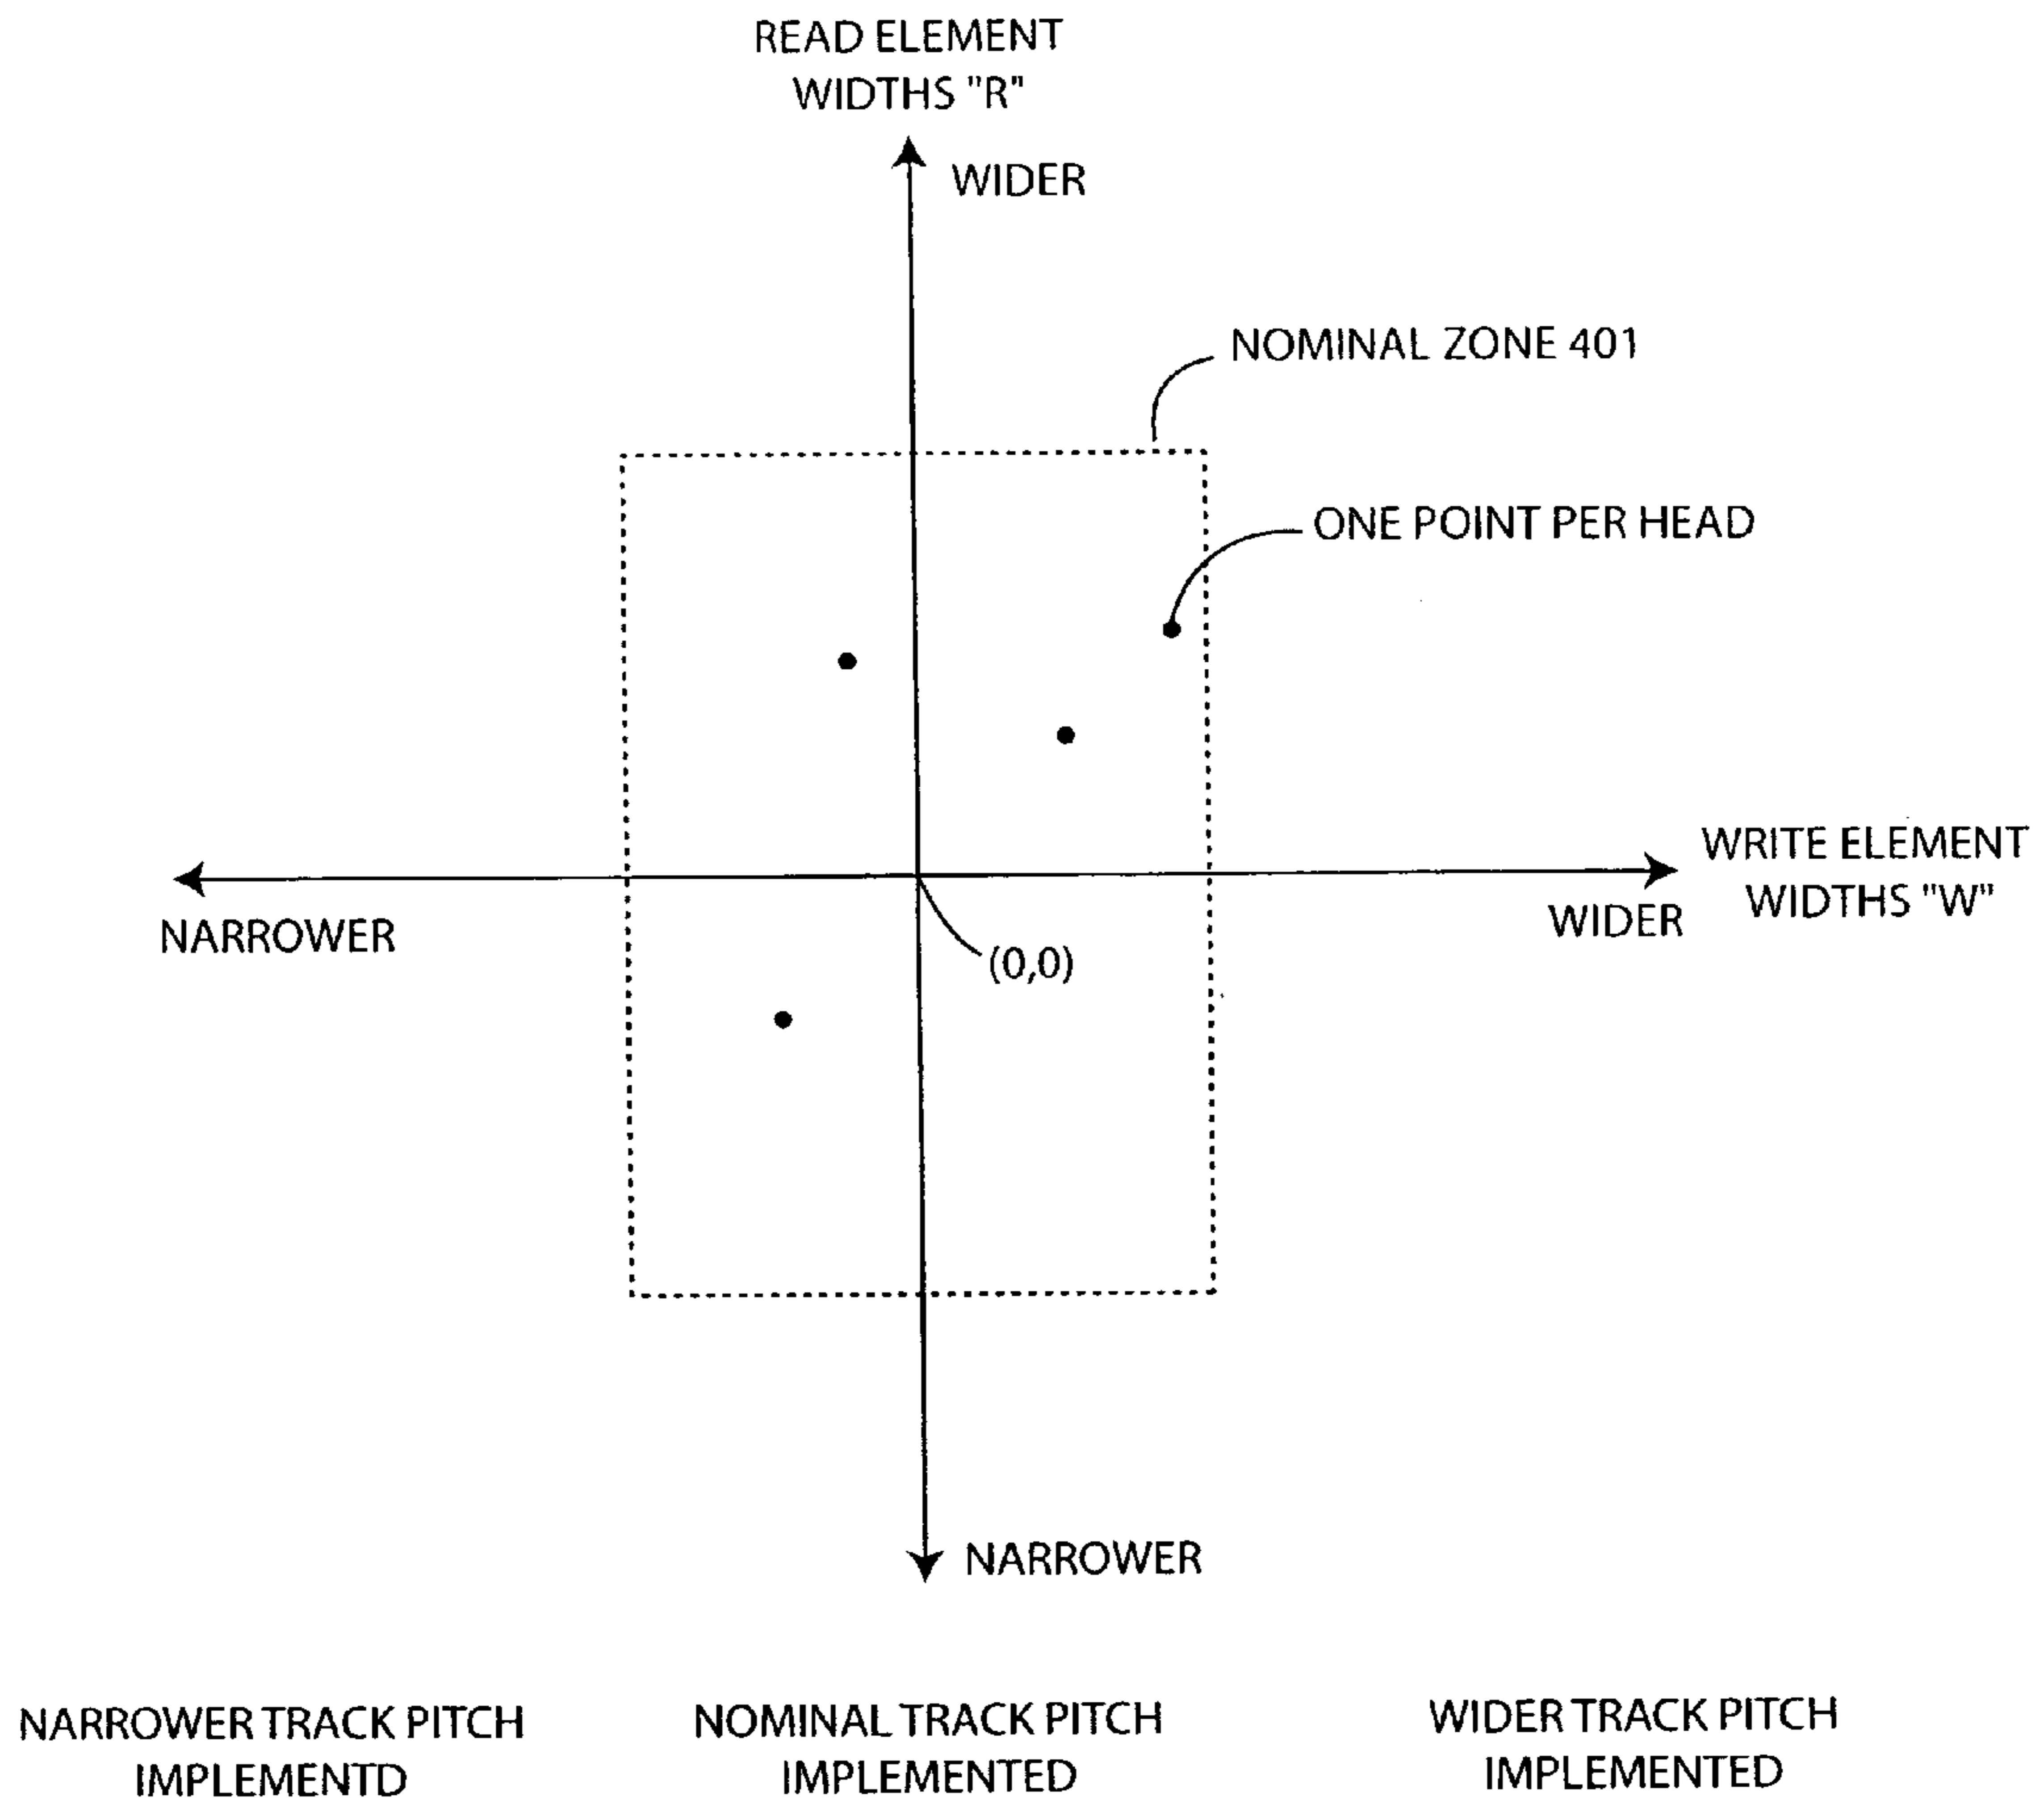 READ ELEMENT
WIDTHS "R"
WIDER
NOMINAL ZONE 401
ONE POINT PER HEAD
WRITE ELEMENT
WIDTHS "W"
WIDER
NARROWER
(0,0)
NARROWER
NARROWER TRACK PITCH
IMPLEMENTD
NOMINAL TRACK PITCH
IMPLEMENTED
WIDER TRACK PITCH
IMPLEMENTED